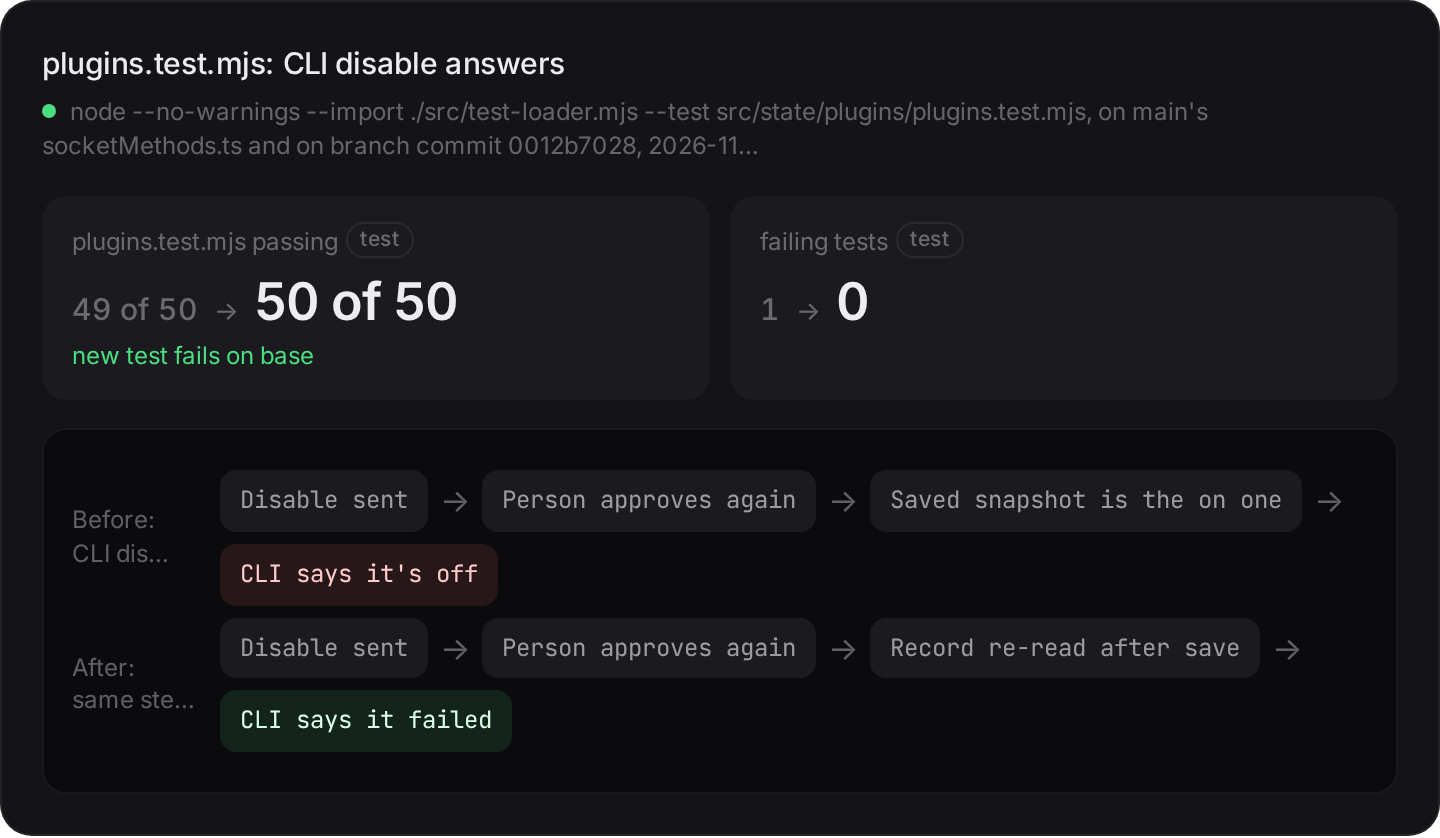 plugins.test.mjs: CLI disable answers
node --no-warnings --import ./src/test-loader.mjs --test src/state/plugins/plugins.test.mjs, on main's
socketMethods.ts and on branch commit 0012b7028, 2026-11...
plugins.test.mjs passing test
49 of 50 → 50 of 50
new test fails on base
failing tests test
1 → 0
Before:
CLI dis...
Disable sent → Person approves again → Saved snapshot is the on one →
CLI says it's off
After:
same ste...
Disable sent → Person approves again → Record re-read after save →
CLI says it failed